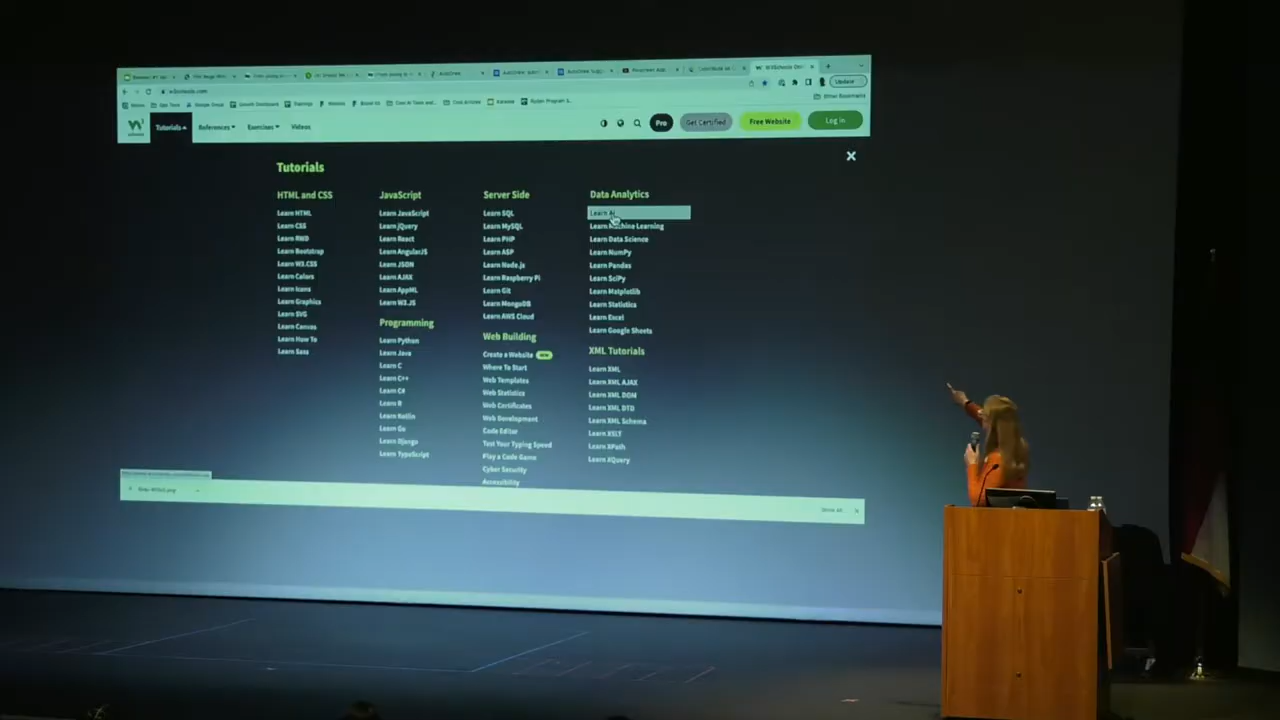 Update
w3schools.com
Other Bookmarks
Tutorials References Exercises Videos Pro Get Certified Free Website Log in
Tutorials
HTML and CSS
Learn HTML
Learn CSS
Learn RWD
Learn Bootstrap
Learn W3.CSS
Learn Colors
Learn Icons
Learn Graphics
Learn SVG
Learn Canvas
Learn How To
Learn Sass
JavaScript
Learn JavaScript
Learn jQuery
Learn React
Learn AngularJS
Learn JSON
Learn AJAX
Learn AppML
Learn W3.JS
Programming
Learn Python
Learn Java
Learn C
Learn C++
Learn C#
Learn R
Learn Kotlin
Learn Go
Learn Django
Learn TypeScript
Server Side
Learn SQL
Learn MySQL
Learn PHP
Learn ASP
Learn Node.js
Learn Raspberry Pi
Learn Git
Learn MongoDB
Learn AWS Cloud
Web Building
Create a Website NEW
Where To Start
Web Templates
Web Statistics
Web Certificates
Web Development
Code Editor
Test Your Typing Speed
Play a Code Game
Cyber Security
Accessibility
Data Analytics
Learn AI
Learn Machine Learning
Learn Data Science
Learn NumPy
Learn Pandas
Learn SciPy
Learn Matplotlib
Learn Statistics
Learn Excel
Learn Google Sheets
XML Tutorials
Learn XML
Learn XML AJAX
Learn XML DOM
Learn XML DTD
Learn XML Schema
Learn XSLT
Learn XPath
Learn XQuery
Show All